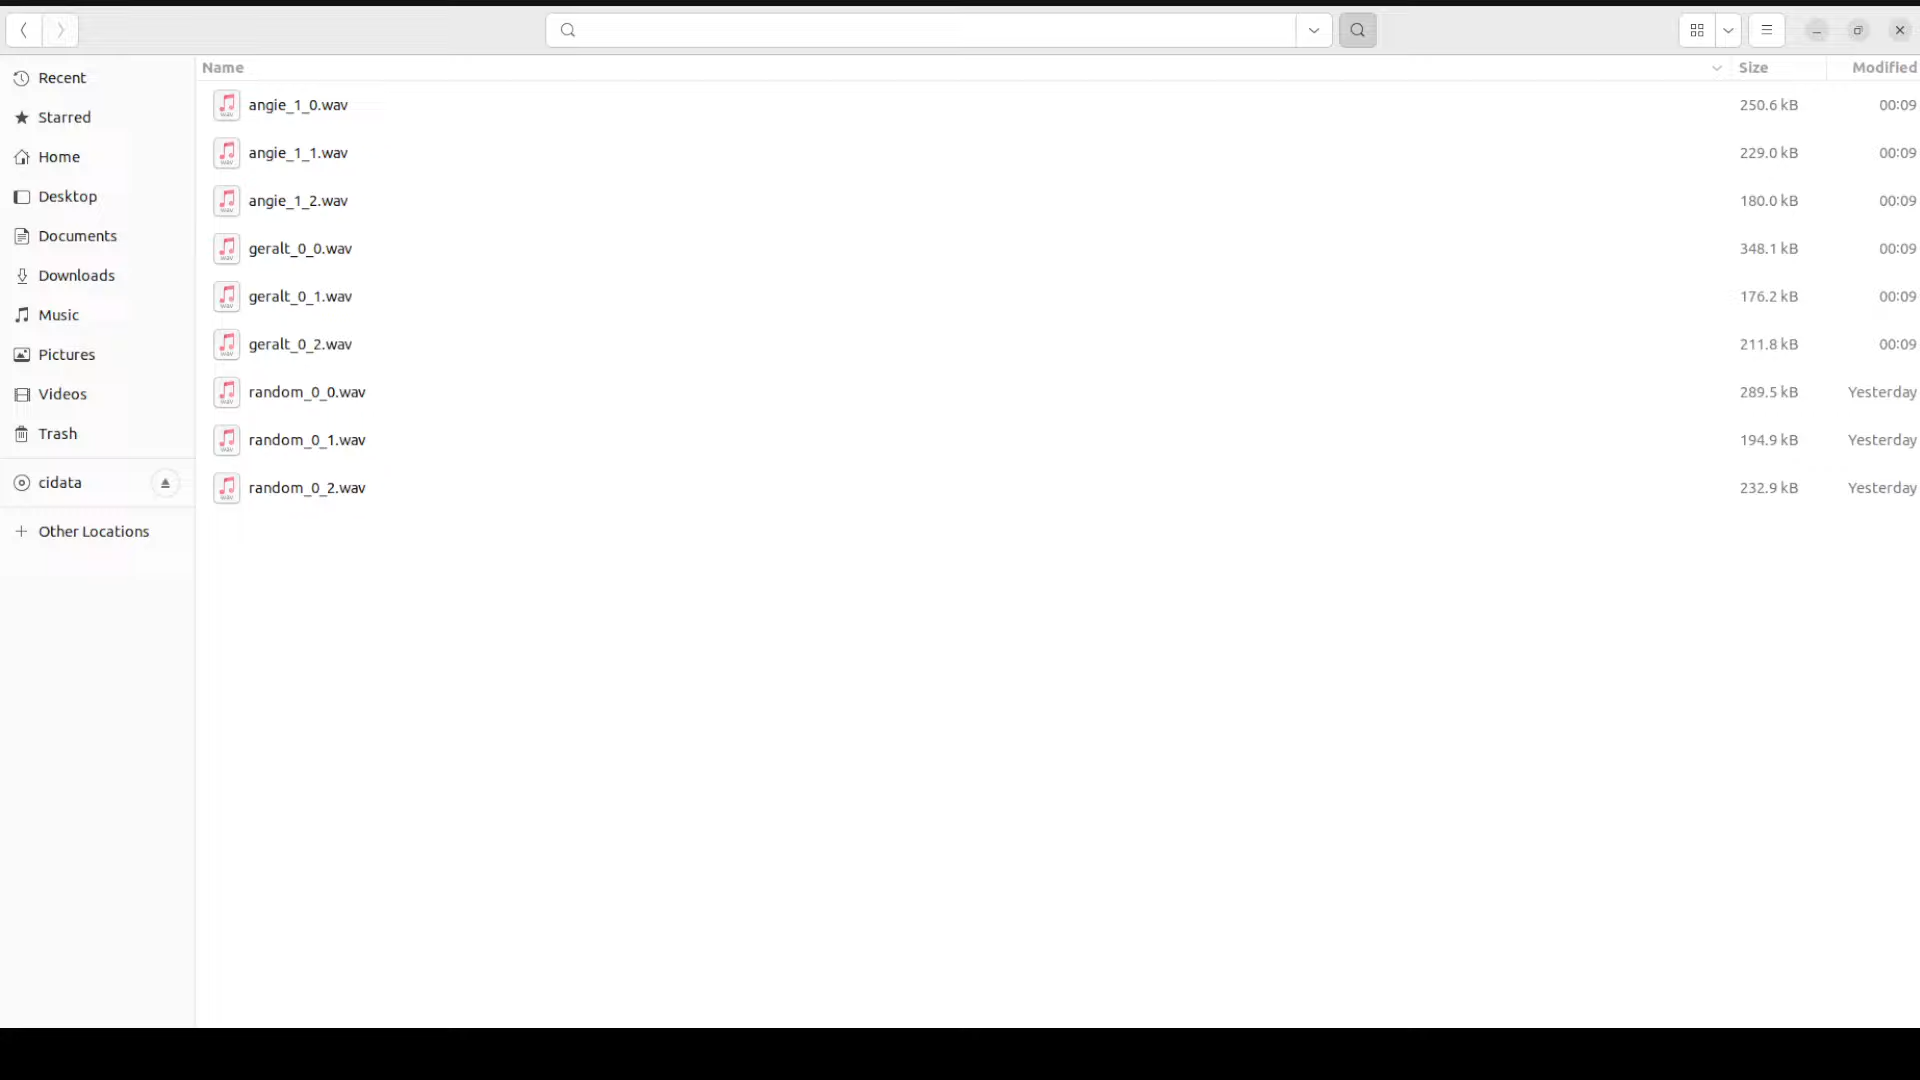 Recent
Starred
Home
Desktop
Documents
Downloads
Music
Pictures
Videos
Trash
cidata
Other Locations
Name Size Modified
angie_1_0.wav 250.6 kB 00:09
angie_1_1.wav 229.0 kB 00:09
angie_1_2.wav 180.0 kB 00:09
geralt_0_0.wav 348.1 kB 00:09
geralt_0_1.wav 176.2 kB 00:09
geralt_0_2.wav 211.8 kB 00:09
random_0_0.wav 289.5 kB Yesterday
random_0_1.wav 194.9 kB Yesterday
random_0_2.wav 232.9 kB Yesterday